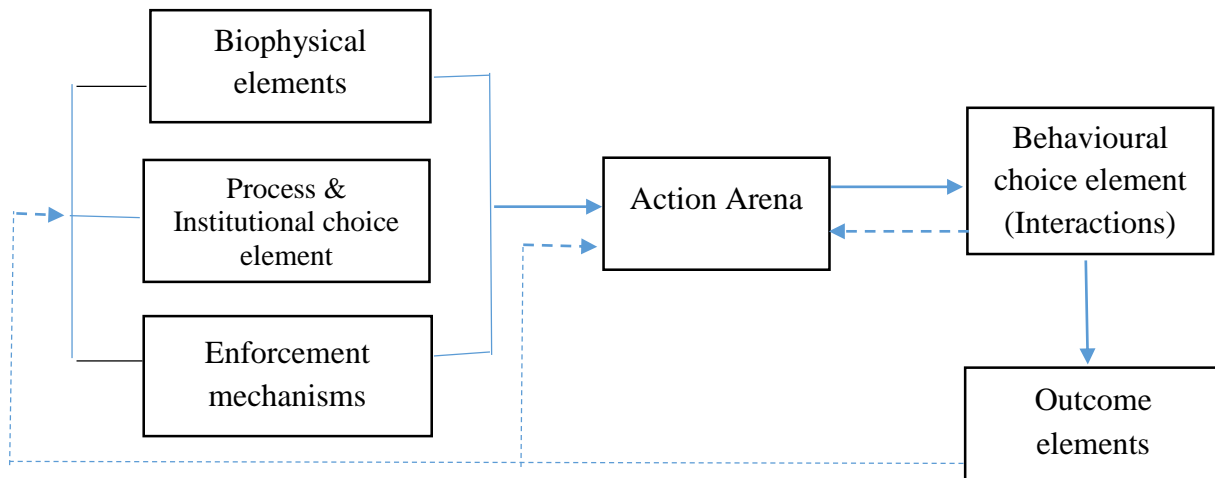 Biophysical
elements
Process &
Institutional choice
element
Enforcement
mechanisms
Action Arena
Behavioural
choice element
(Interactions)
Outcome
elements